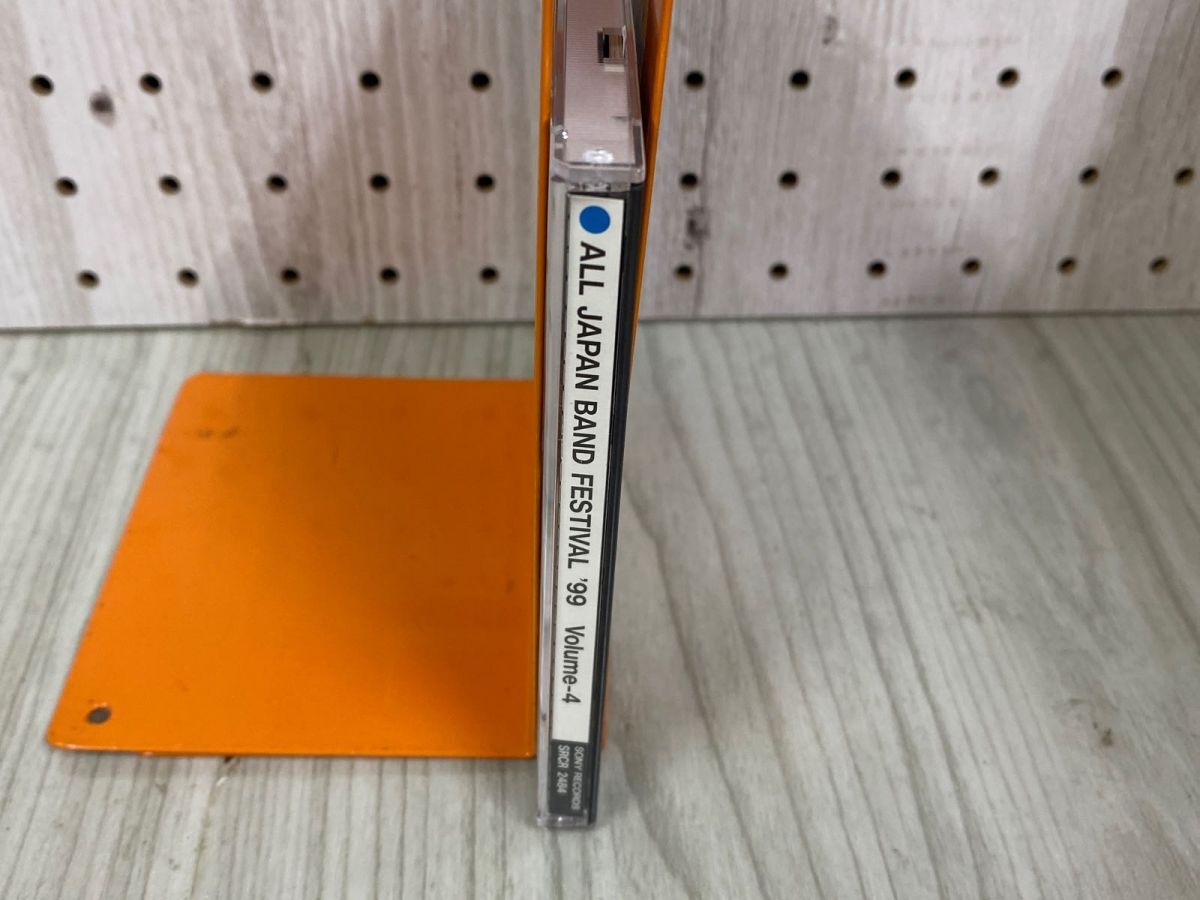 ALL JAPAN BAND FESTIVAL '99 Volume-4
SONY RECORDS
SRCR 2484